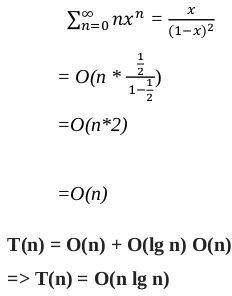 ∑_{n=0}^{∞} nxⁿ = x/(1−x)²
= O(n * (1/2)/(1−1/2))
=O(n*2)
=O(n)
T(n) = O(n) + O(lg n) O(n)
=> T(n) = O(n lg n)